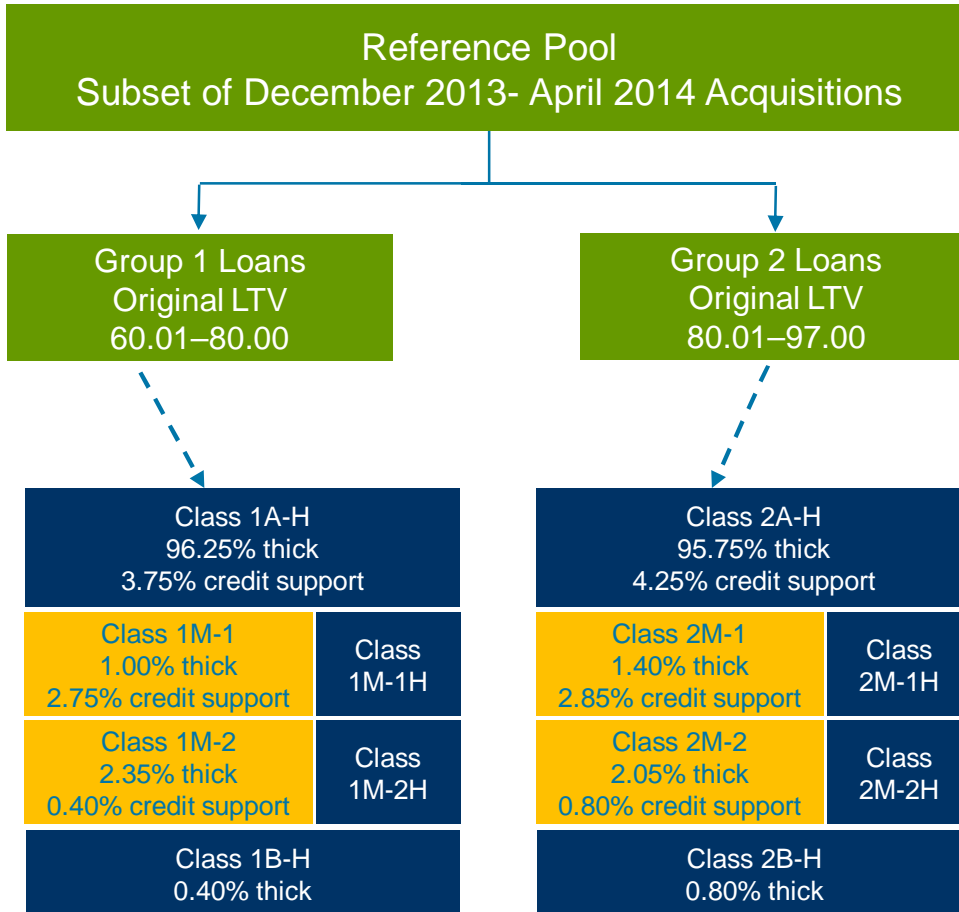 Reference Pool
Subset of December 2013- April 2014 Acquisitions
Group 1 Loans
Original LTV
60.01–80.00
Group 2 Loans
Original LTV
80.01–97.00
Class 1A-H
96.25% thick
3.75% credit support
Class 2A-H
95.75% thick
4.25% credit support
Class 1M-1
1.00% thick
2.75% credit support
Class
1M-1H
Class 2M-1
1.40% thick
2.85% credit support
Class
2M-1H
Class 1M-2
2.35% thick
0.40% credit support
Class
1M-2H
Class 2M-2
2.05% thick
0.80% credit support
Class
2M-2H
Class 1B-H
0.40% thick
Class 2B-H
0.80% thick